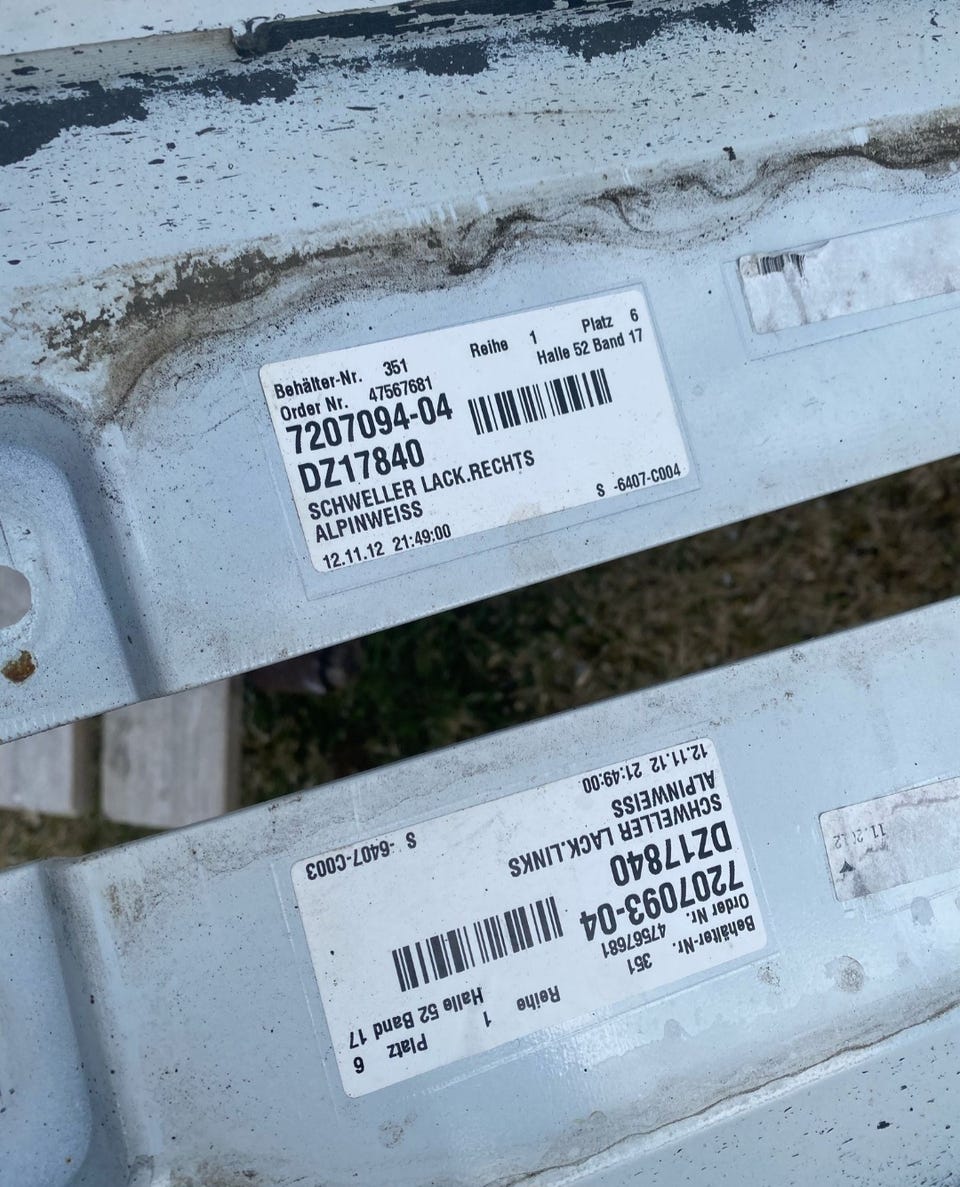 Behälter-Nr. 351 Reihe 1 Platz 6
Order Nr. 47567681 Halle 52 Band 17
7207094-04
DZ17840
SCHWELLER LACK.RECHTS
ALPINWEISS
12.11.12 21:49:00 S -6407-C004
Behälter-Nr. 351 Reihe 1 Platz 6
Order Nr. 47567681 Halle 52 Band 17
7207093-04
DZ17840
SCHWELLER LACK.LINKS
ALPINWEISS
12.11.12 21:49:00 S -6407-C003